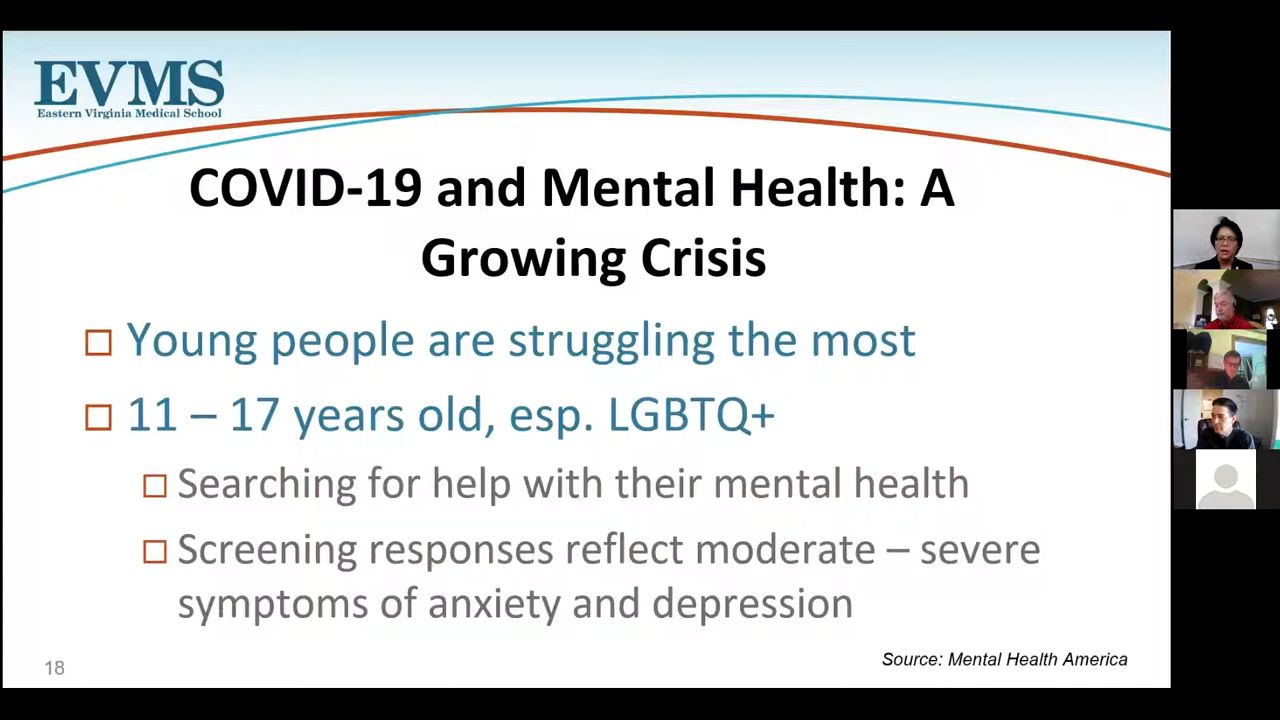 EVMS
Eastern Virginia Medical School
COVID-19 and Mental Health: A
Growing Crisis
Young people are struggling the most
11 – 17 years old, esp. LGBTQ+
Searching for help with their mental health
Screening responses reflect moderate – severe
symptoms of anxiety and depression
18
Source: Mental Health America